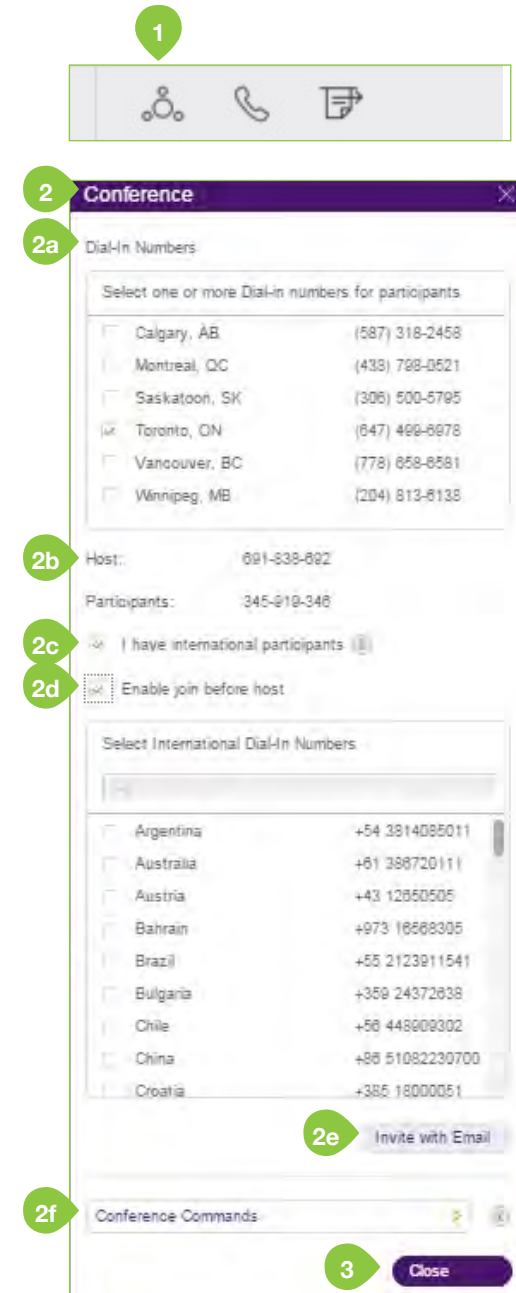 1
2 Conference
2a Dial-In Numbers
Select one or more Dial-in numbers for participants
Calgary, AB (587) 318-2458
Montreal, QC (438) 798-0521
Saskatoon, SK (306) 500-5795
Toronto, ON (647) 499-6978
Vancouver, BC (778) 658-6581
Winnipeg, MB (204) 813-6138
2b Host: 691-838-692
Participants: 345-919-346
2c I have international participants
2d Enable join before host
Select International Dial-In Numbers
Argentina +54 3814085011
Australia +61 386720111
Austria +43 12650505
Bahrain +973 16568305
Brazil +55 2123911541
Bulgaria +359 24372638
Chile +56 448909302
China +86 51082230700
Croatia +385 18000051
2e Invite with Email
2f Conference Commands
3 Close